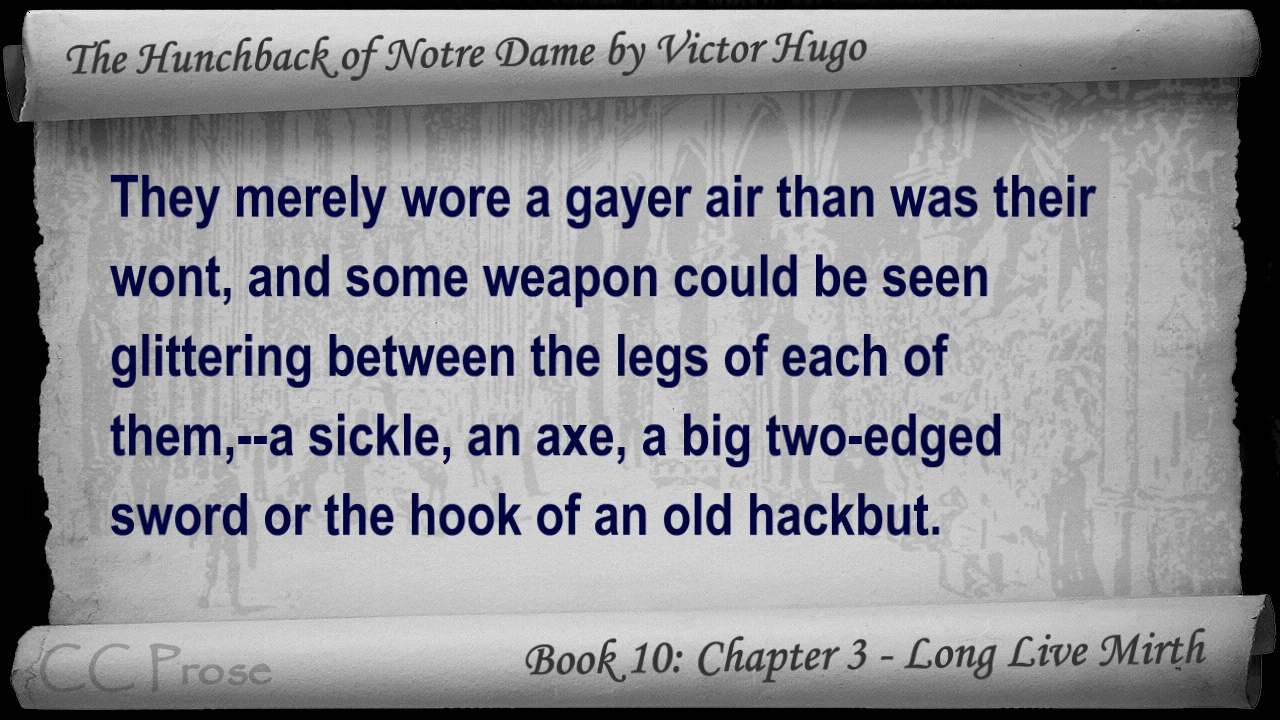 The Hunchback of Notre Dame by Victor Hugo
They merely wore a gayer air than was their
wont, and some weapon could be seen
glittering between the legs of each of
them,--a sickle, an axe, a big two-edged
sword or the hook of an old hackbut.
CC Prose
Book 10: Chapter 3 - Long Live Mirth